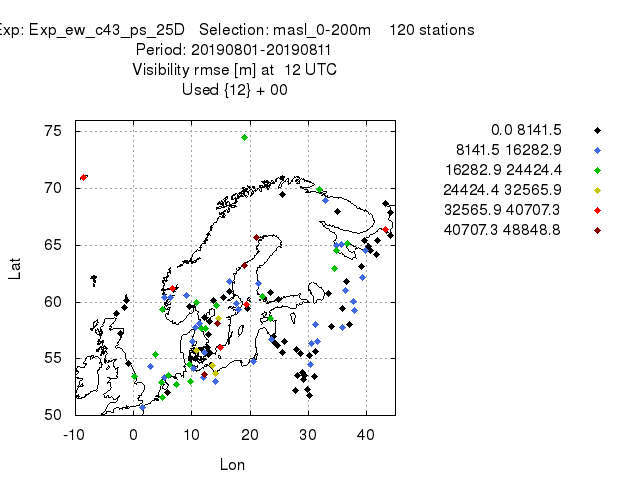 Exp: Exp_ew_c43_ps_25D   Selection: masl_0-200m    120 stations
Period: 20190801-20190811
Visibility rmse [m] at  12 UTC
Used {12} + 00
0.0 8141.5
8141.5 16282.9
16282.9 24424.4
24424.4 32565.9
32565.9 40707.3
40707.3 48848.8
75
70
65
60
55
50
Lat
-10 0 10 20 30 40
Lon